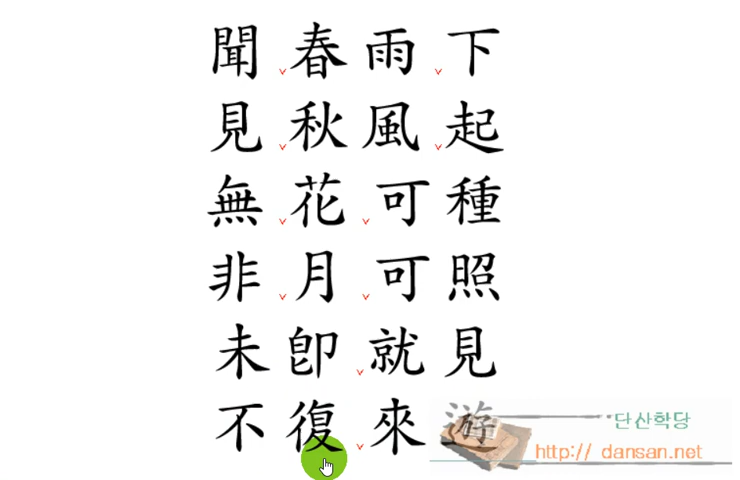 聞春雨下
見秋風起
無花可種
非月可照
未卽就見
不復來遊
단산학당
http:// dansan.net